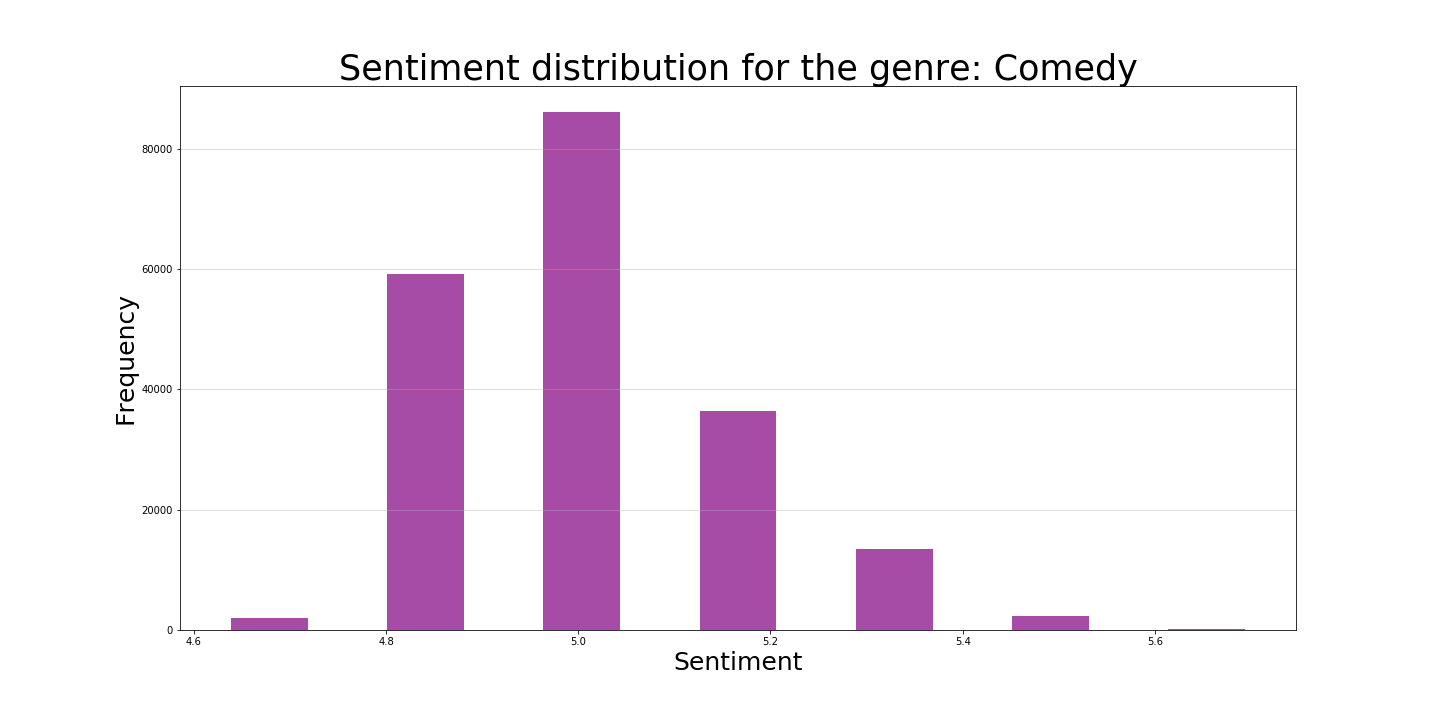 Sentiment distribution for the genre: Comedy
80000
60000
40000
20000
0
Frequency
4.6 4.8 5.0 5.2 5.4 5.6
Sentiment